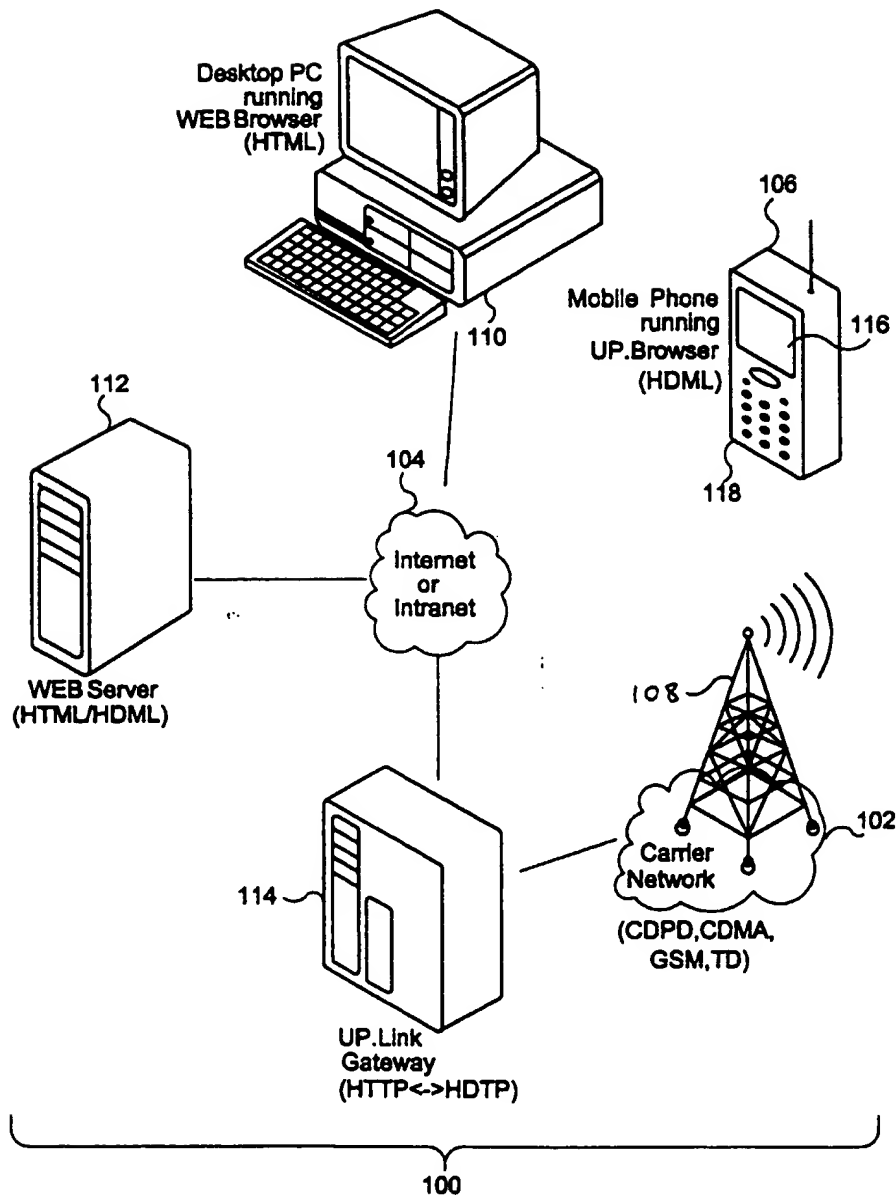 Desktop PC
running
WEB Browser
(HTML)
110
106
Mobile Phone
running
UP.Browser
(HDML)
116
118
112
WEB Server
(HTML/HDML)
104
Internet
or
Intranet
108
102
Carrier
Network
(CDPD,CDMA,
GSM,TD)
114
UP.Link
Gateway
(HTTP<->HDTP)
100